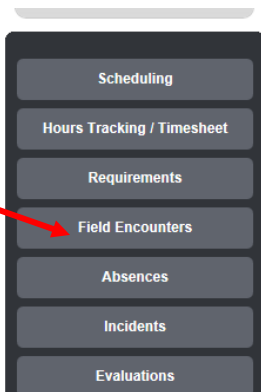 Scheduling
Hours Tracking / Timesheet
Requirements
Field Encounters
Absences
Incidents
Evaluations